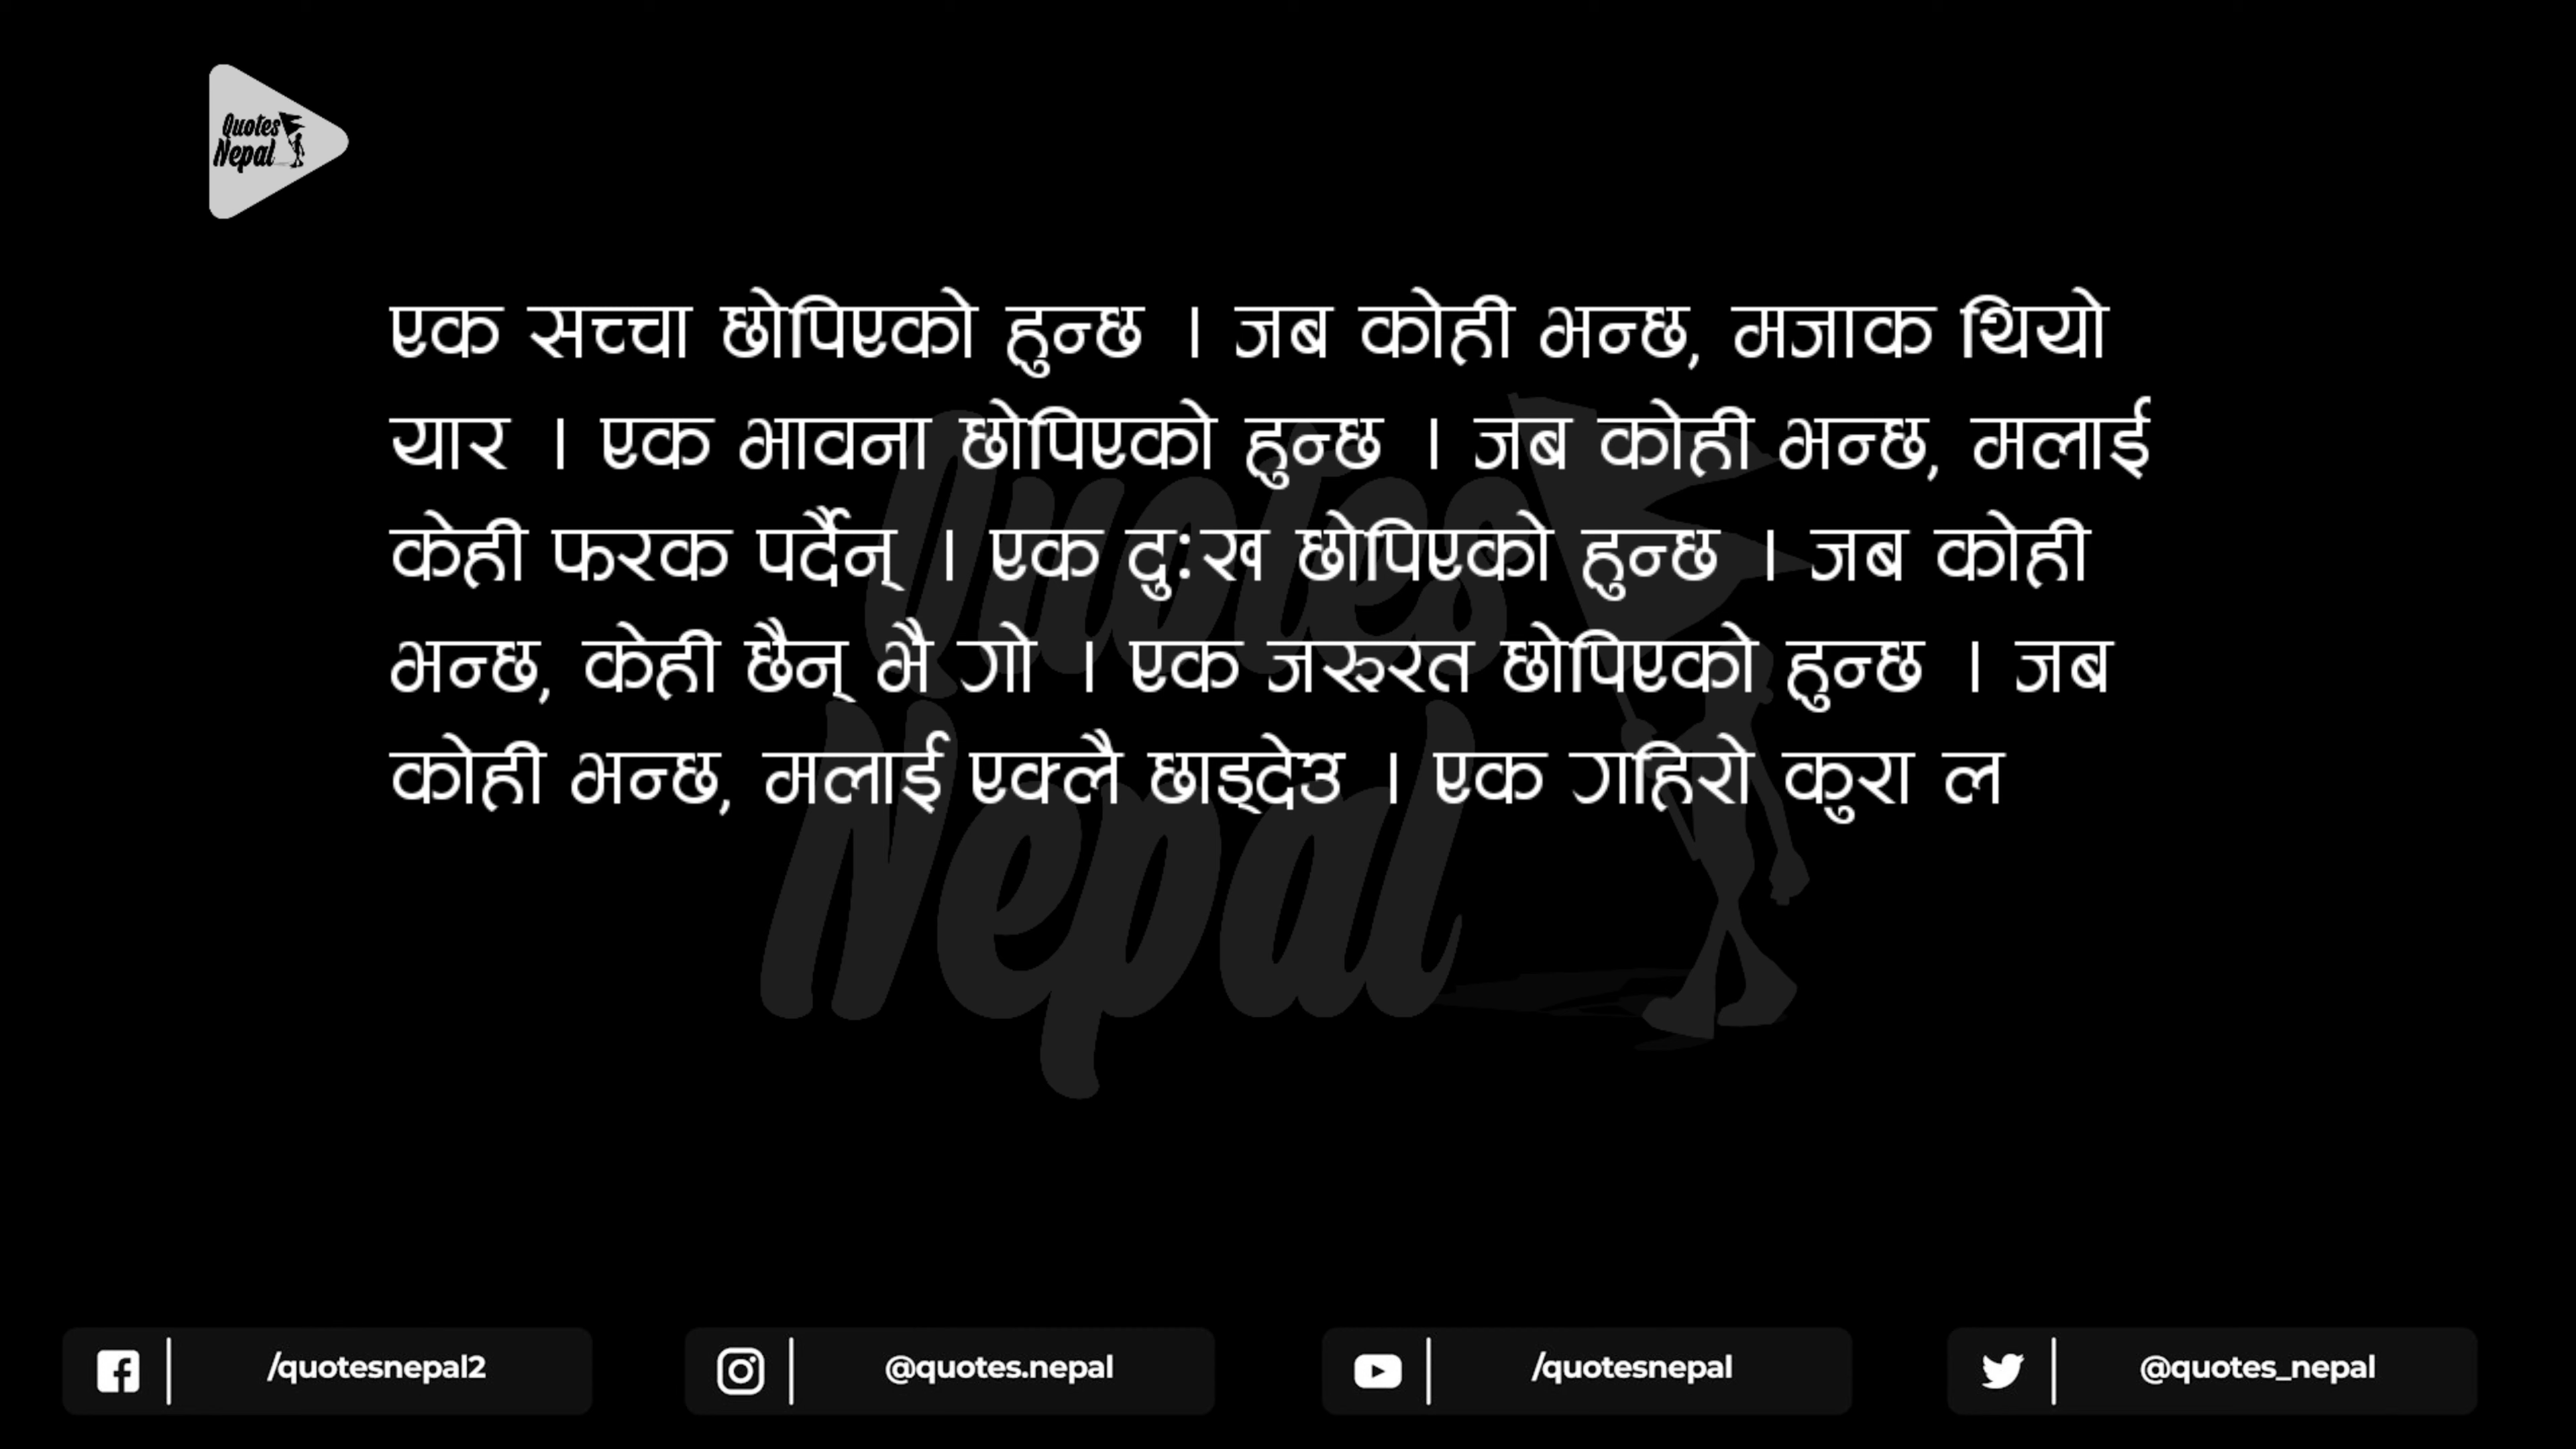 Quotes
Nepal
एक सच्चा छोपिएको हुन्छ । जब कोही भन्छ, मजाक थियो
यार । एक भावना छोपिएको हुन्छ । जब कोही भन्छ, मलाई
केही फरक पर्दैन् । एक दुःख छोपिएको हुन्छ । जब कोही
भन्छ, केही छैन् भै गो । एक जरुरत छोपिएको हुन्छ । जब
कोही भन्छ, मलाई एक्लै छाड्देउ । एक गहिरो कुरा ल
Quotes
Nepal
/quotesnepal2
@quotes.nepal
/quotesnepal
@quotes_nepal